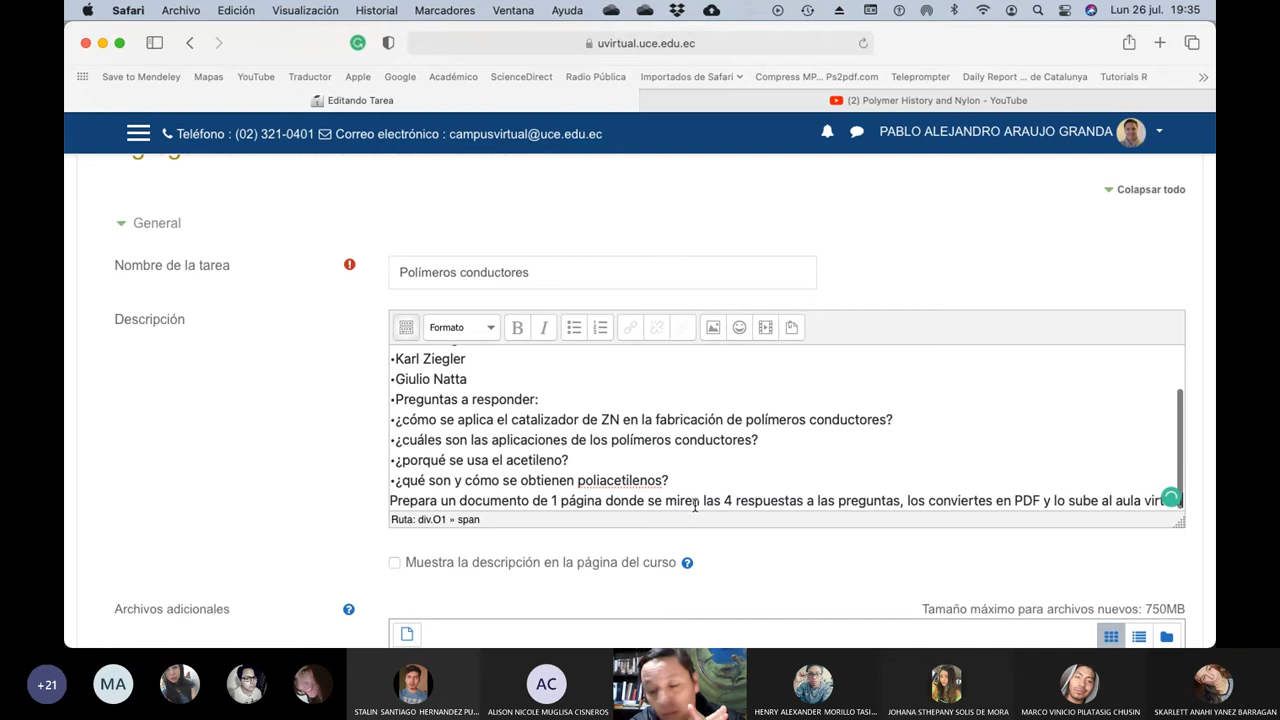 Safari Archivo Edición Visualización Historial Marcadores Ventana Ayuda Lun 26 jul. 19:35
uvirtual.uce.edu.ec
Save to Mendeley Mapas YouTube Traductor Apple Google Académico ScienceDirect Radio Pública Importados de Safari Compress MP... Ps2pdf.com Teleprompter Daily Report ... de Catalunya Tutorials R
Editando Tarea (2) Polymer History and Nylon - YouTube
Teléfono : (02) 321-0401 Correo electrónico : campusvirtual@uce.edu.ec PABLO ALEJANDRO ARAUJO GRANDA
Colapsar todo
General
Nombre de la tarea Polímeros conductores
Descripción Formato B I
•Karl Ziegler
•Giulio Natta
•Preguntas a responder:
•¿cómo se aplica el catalizador de ZN en la fabricación de polímeros conductores?
•¿cuáles son las aplicaciones de los polímeros conductores?
•¿porqué se usa el acetileno?
•¿qué son y cómo se obtienen poliacetilenos?
Prepara un documento de 1 página donde se miren las 4 respuestas a las preguntas, los conviertes en PDF y lo sube al aula
Ruta: div.O1 » span
Muestra la descripción en la página del curso
Archivos adicionales Tamaño máximo para archivos nuevos: 750MB
+21 MA AC
STALIN SANTIAGO HERNANDEZ PU... ALISON NICOLE MUGLISA CISNEROS HENRY ALEXANDER MORILLO TASI... JOHANA STHEPANY SOLIS DE MORA MARCO VINICIO PILATASIG CHUSIN SKARLETT ANAHI YANEZ BARRAGAN